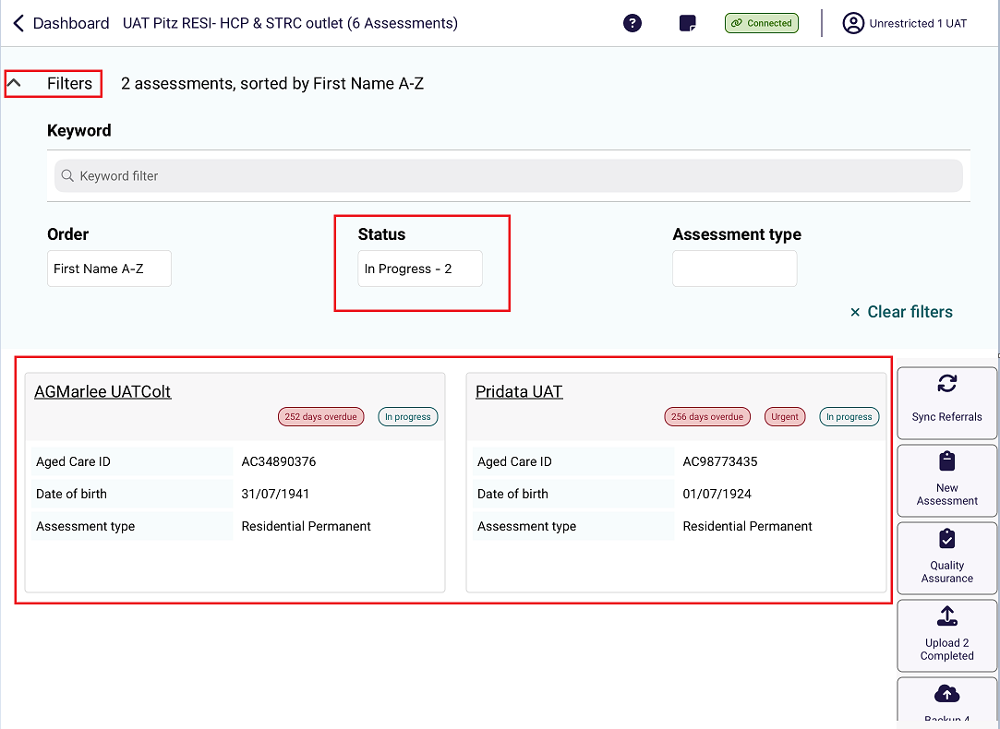 Dashboard UAT Pitz RESI- HCP & STRC outlet (6 Assessments) ? Connected Unrestricted 1 UAT
Filters 2 assessments, sorted by First Name A-Z
Keyword
Keyword filter
Order Status Assessment type
First Name A-Z In Progress - 2
× Clear filters
AGMarlee UATColt
252 days overdue In progress
Aged Care ID AC34890376
Date of birth 31/07/1941
Assessment type Residential Permanent
Pridata UAT
256 days overdue Urgent In progress
Aged Care ID AC98773435
Date of birth 01/07/1924
Assessment type Residential Permanent
Sync Referrals
New
Assessment
Quality
Assurance
Upload 2
Completed
Backup 4